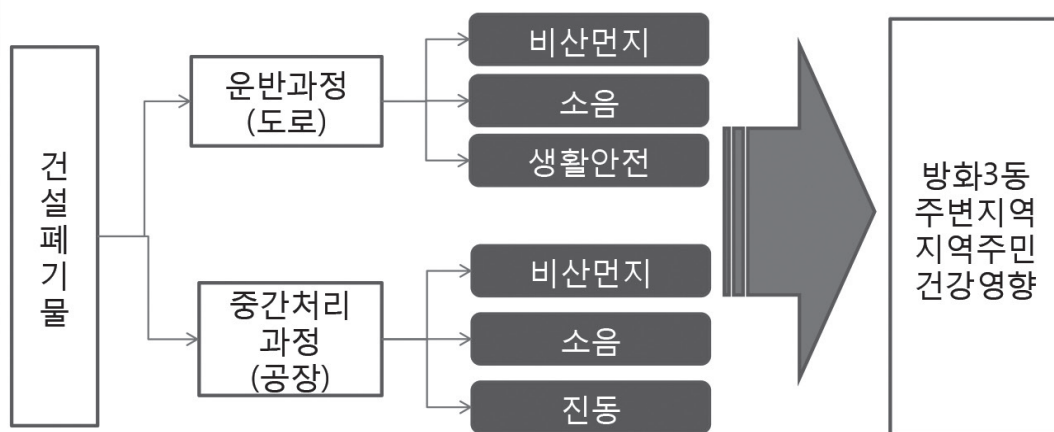 건
설
폐
기
물
운반과정
(도로)
비산먼지
소음
생활안전
중간처리
과정
(공장)
비산먼지
소음
진동
방화3동
주변지역
지역주민
건강영향